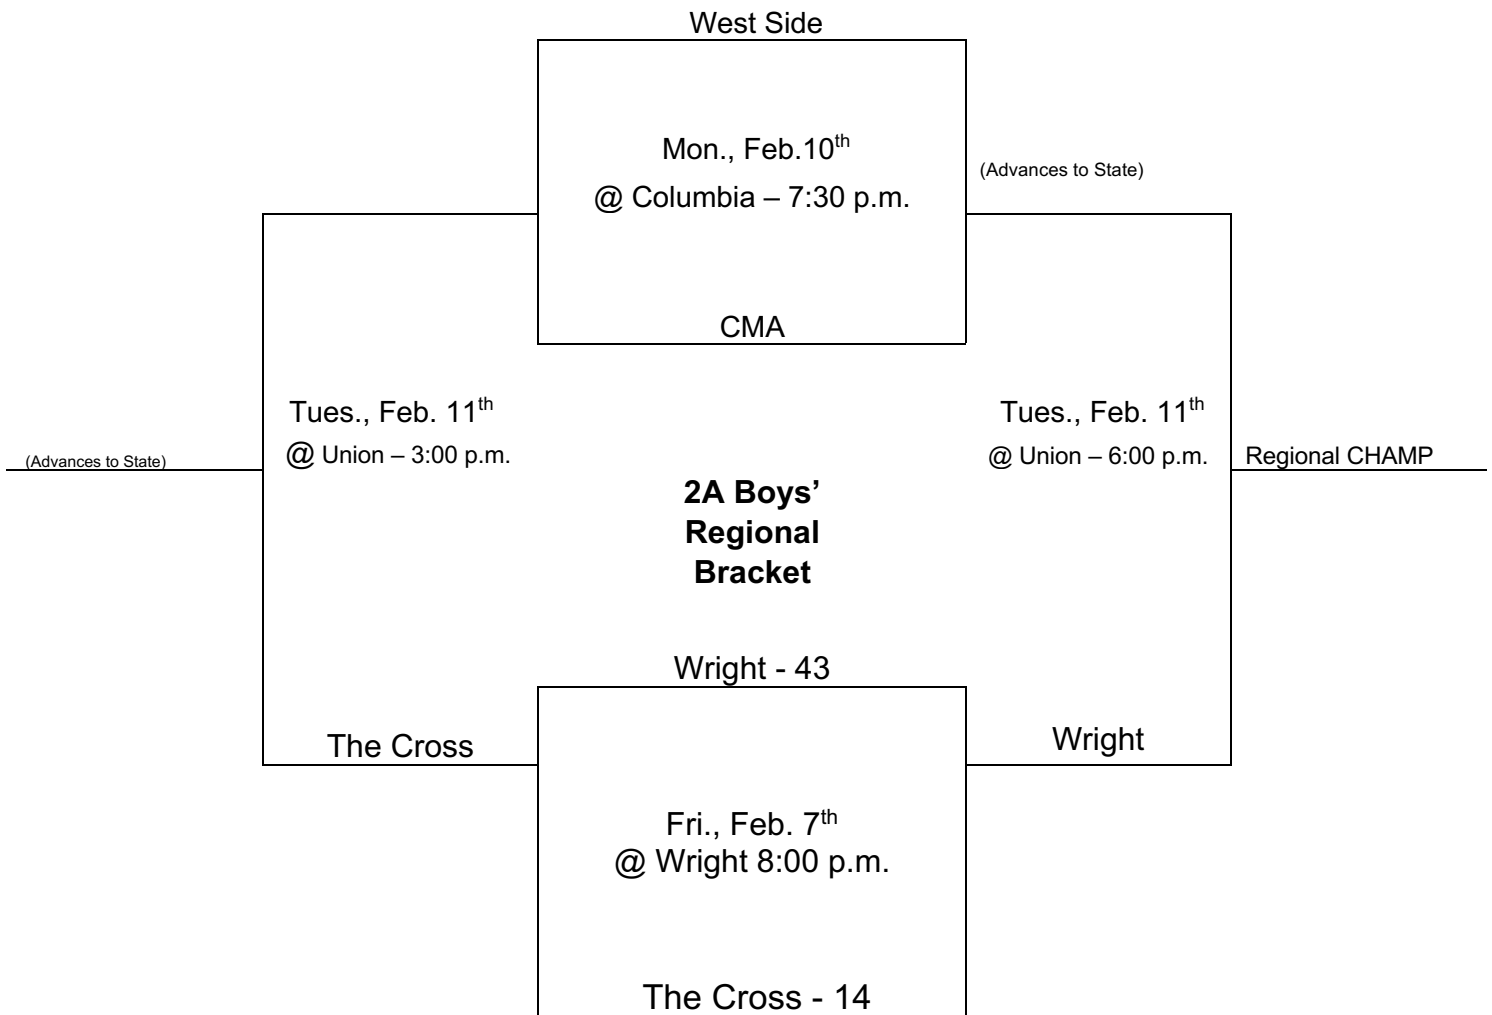 West Side
Mon., Feb.10th
@ Columbia – 7:30 p.m.
(Advances to State)
CMA
Tues., Feb. 11th
@ Union – 3:00 p.m.
(Advances to State)
Tues., Feb. 11th
@ Union – 6:00 p.m.
Regional CHAMP
2A Boys’
Regional
Bracket
Wright - 43
The Cross
Wright
Fri., Feb. 7th
@ Wright 8:00 p.m.
The Cross - 14